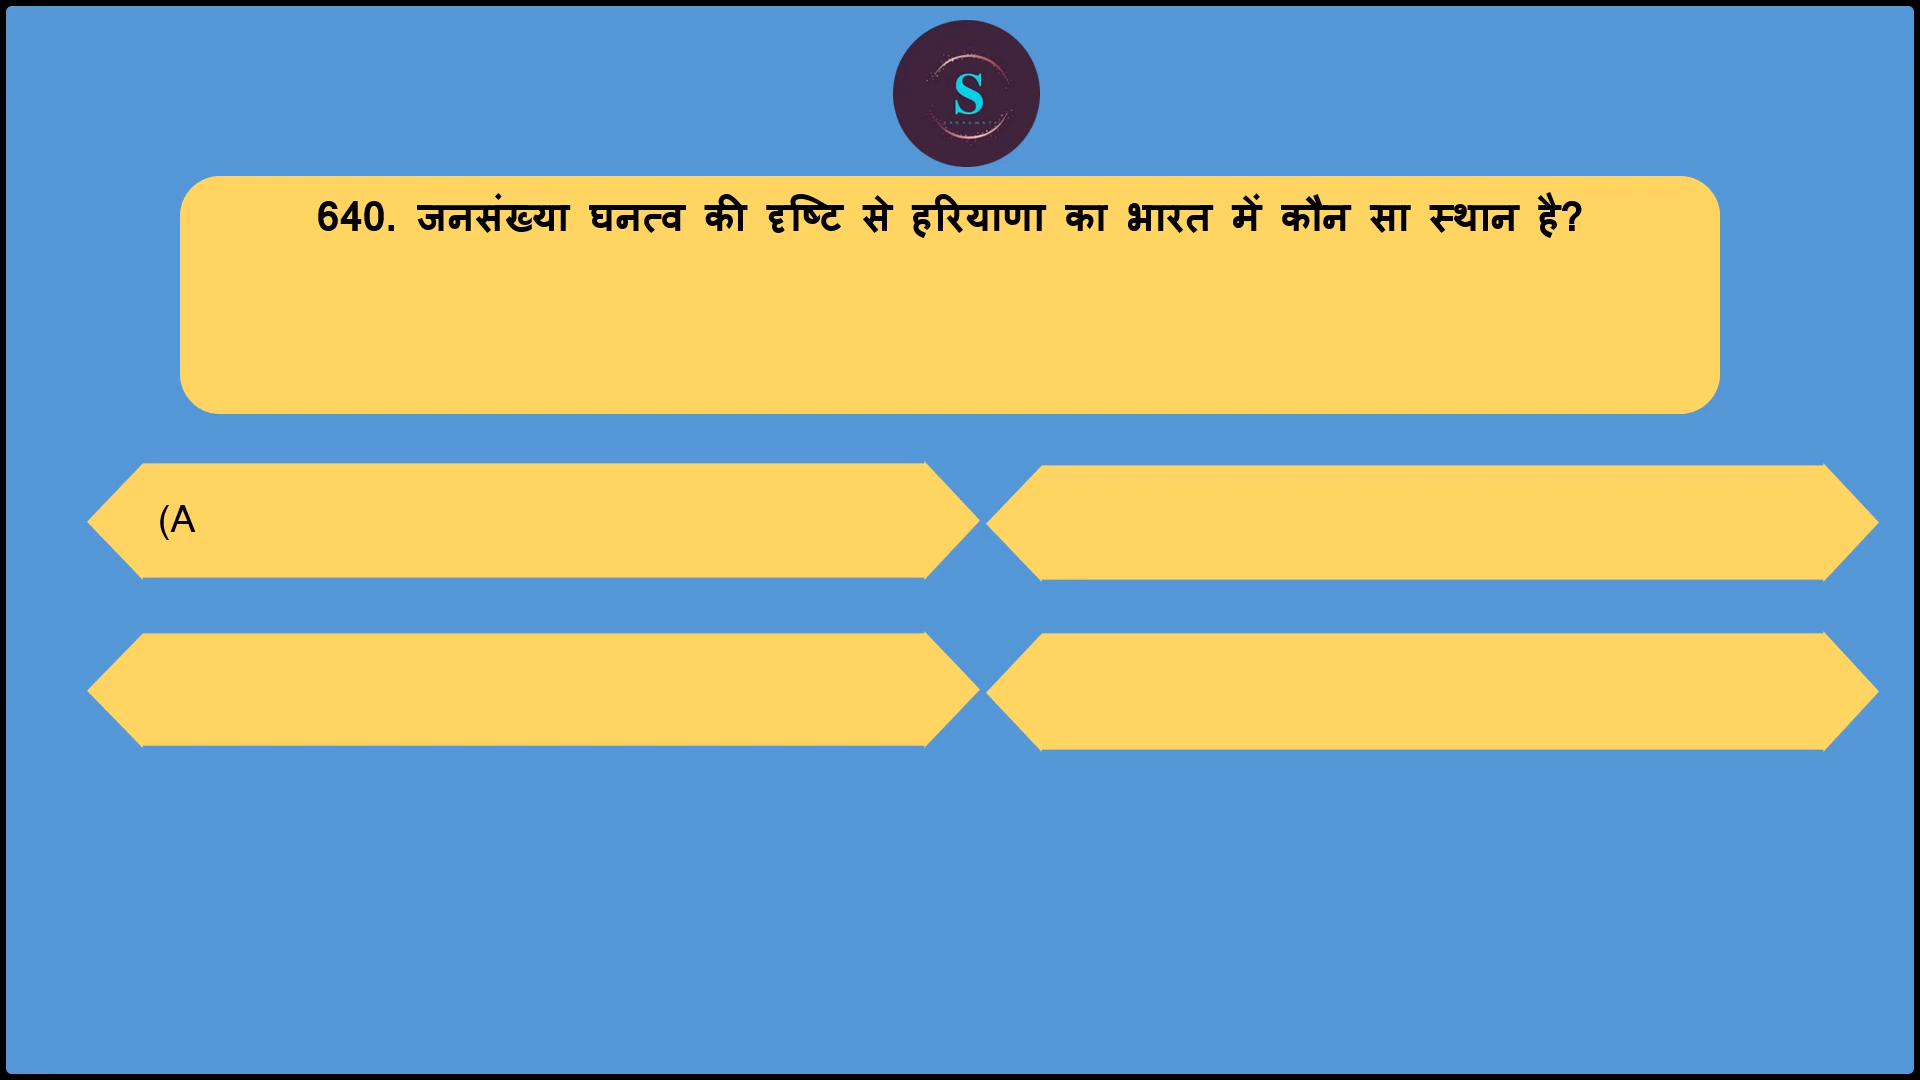 S
640. जनसंख्या घनत्व की दृष्टि से हरियाणा का भारत में कौन सा स्थान है?
(A